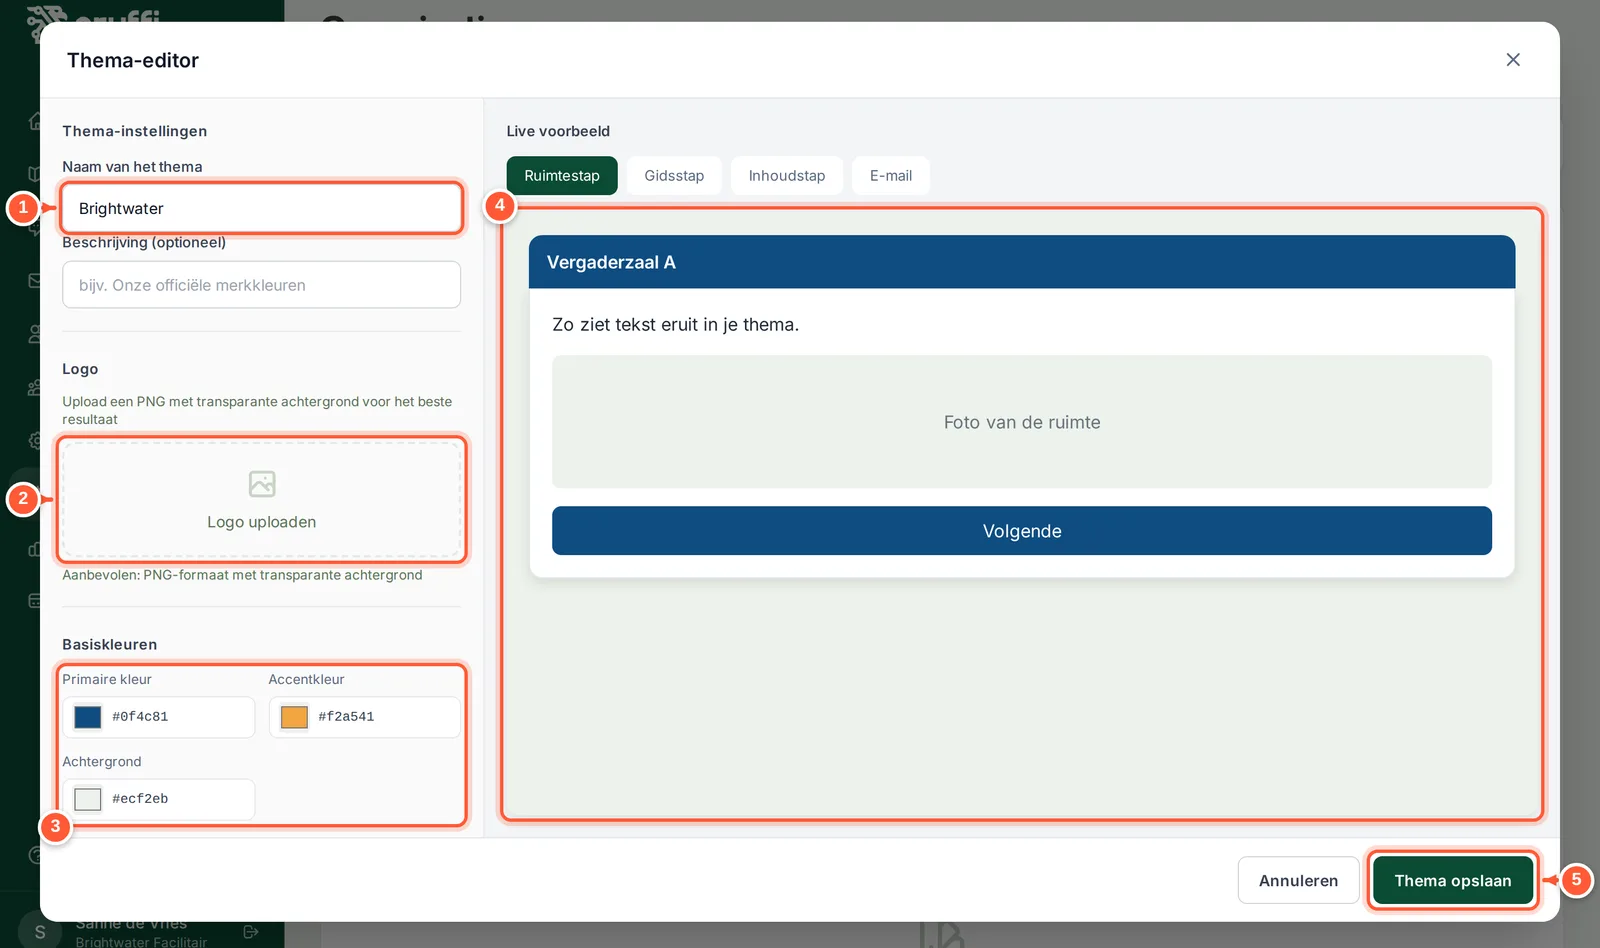 Thema-editor
Thema-instellingen
Naam van het thema
1
Brightwater
Beschrijving (optioneel)
bijv. Onze officiële merkkleuren
Logo
Upload een PNG met transparante achtergrond voor het beste
resultaat
2
Logo uploaden
Aanbevolen: PNG-formaat met transparante achtergrond
Basiskleuren
Primaire kleur
Accentkleur
#0f4c81
#f2a541
Achtergrond
#ecf2eb
3
Live voorbeeld
Ruimtestap
Gidsstap
Inhoudstap
E-mail
4
Vergaderzaal A
Zo ziet tekst eruit in je thema.
Foto van de ruimte
Volgende
Annuleren
Thema opslaan
5
S
Sanne de Vries
Brightwater Facilitair